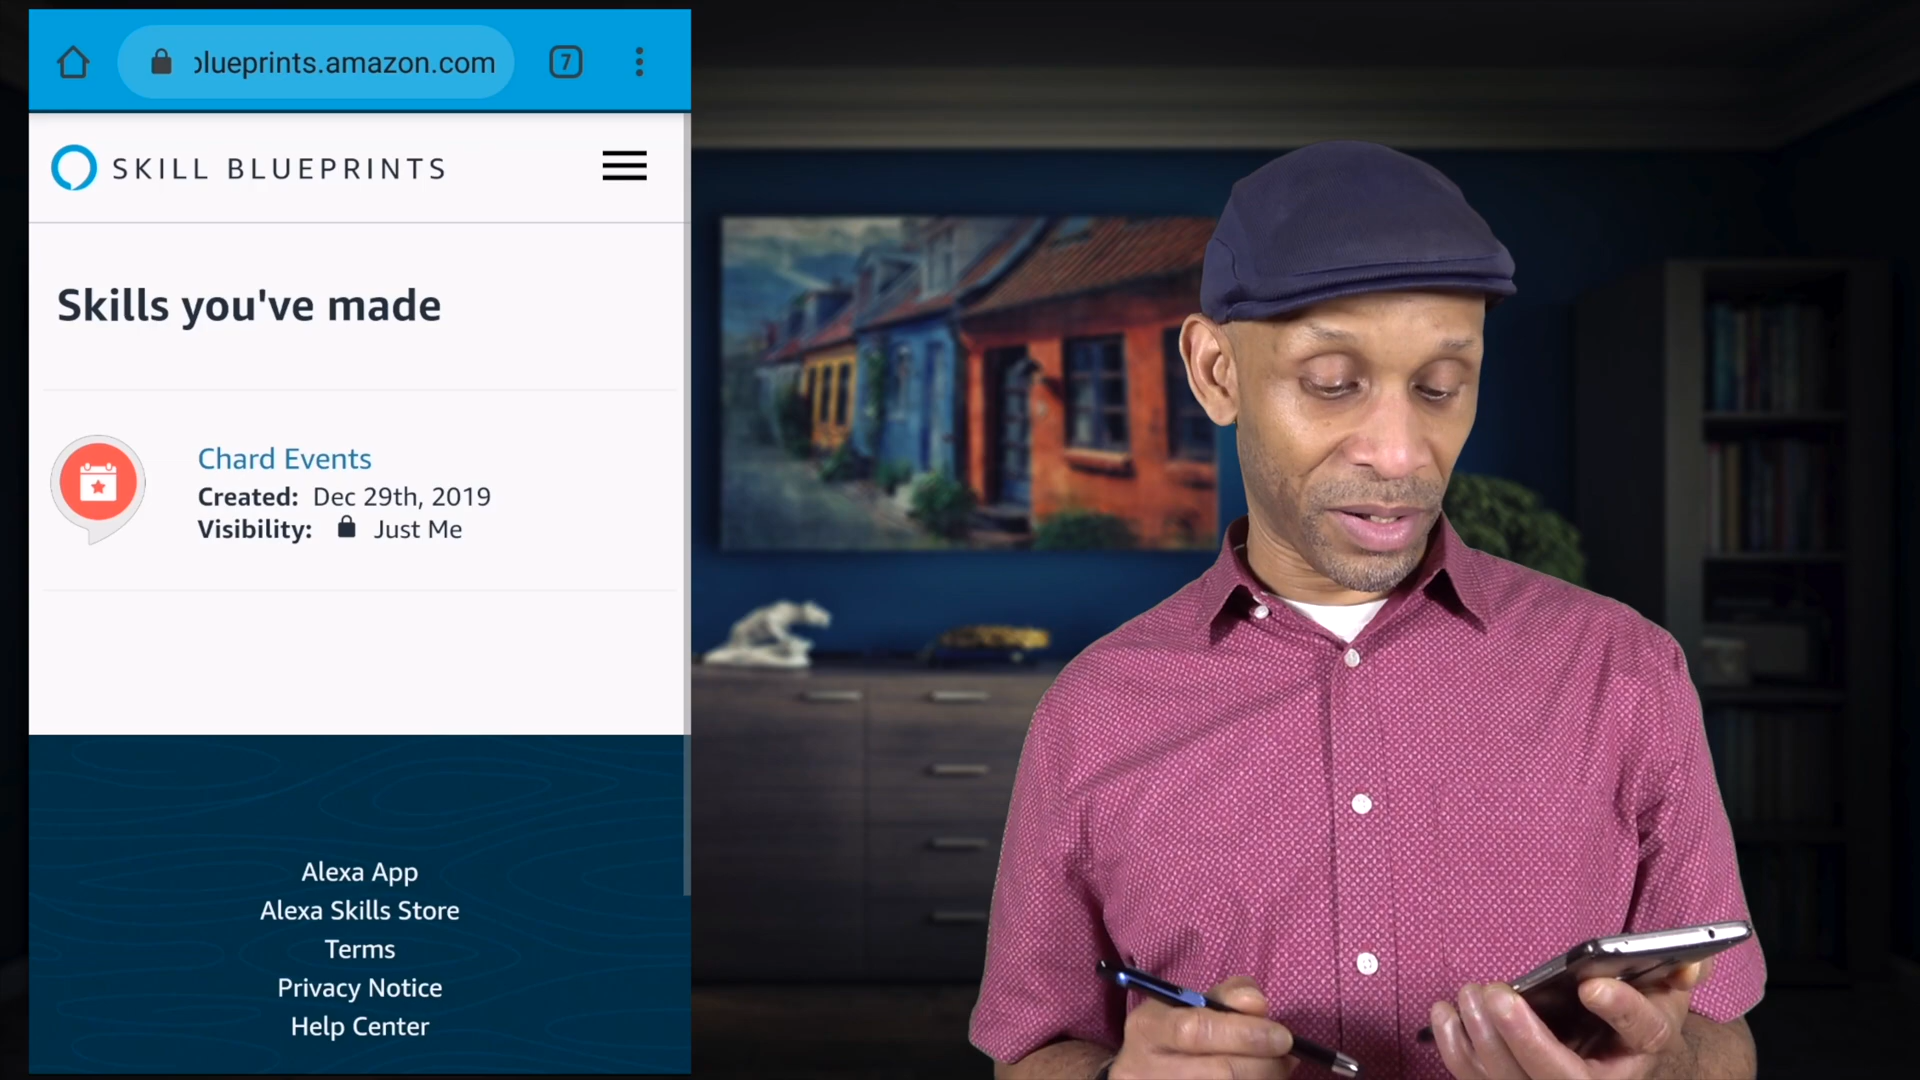 blueprints.amazon.com
7
SKILL BLUEPRINTS
Skills you've made
Chard Events
Created: Dec 29th, 2019
Visibility: Just Me
Alexa App
Alexa Skills Store
Terms
Privacy Notice
Help Center